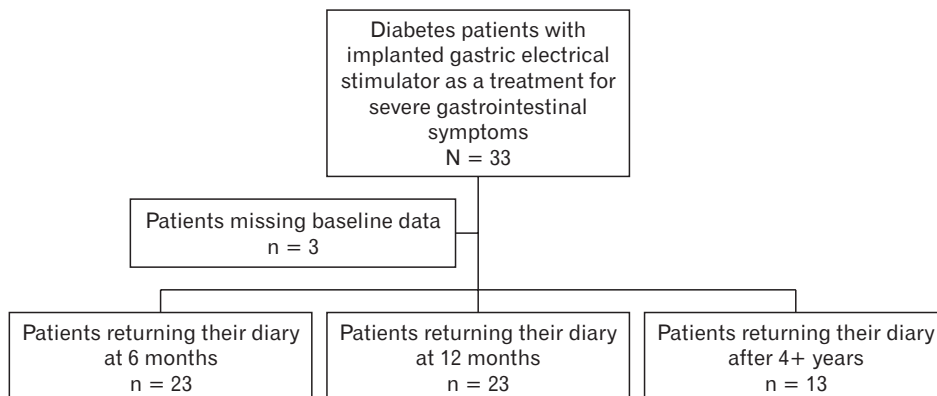 Diabetes patients with
implanted gastric electrical
stimulator as a treatment for
severe gastrointestinal
symptoms
N = 33
Patients missing baseline data
n = 3
Patients returning their diary
at 6 months
n = 23
Patients returning their diary
at 12 months
n = 23
Patients returning their diary
after 4+ years
n = 13